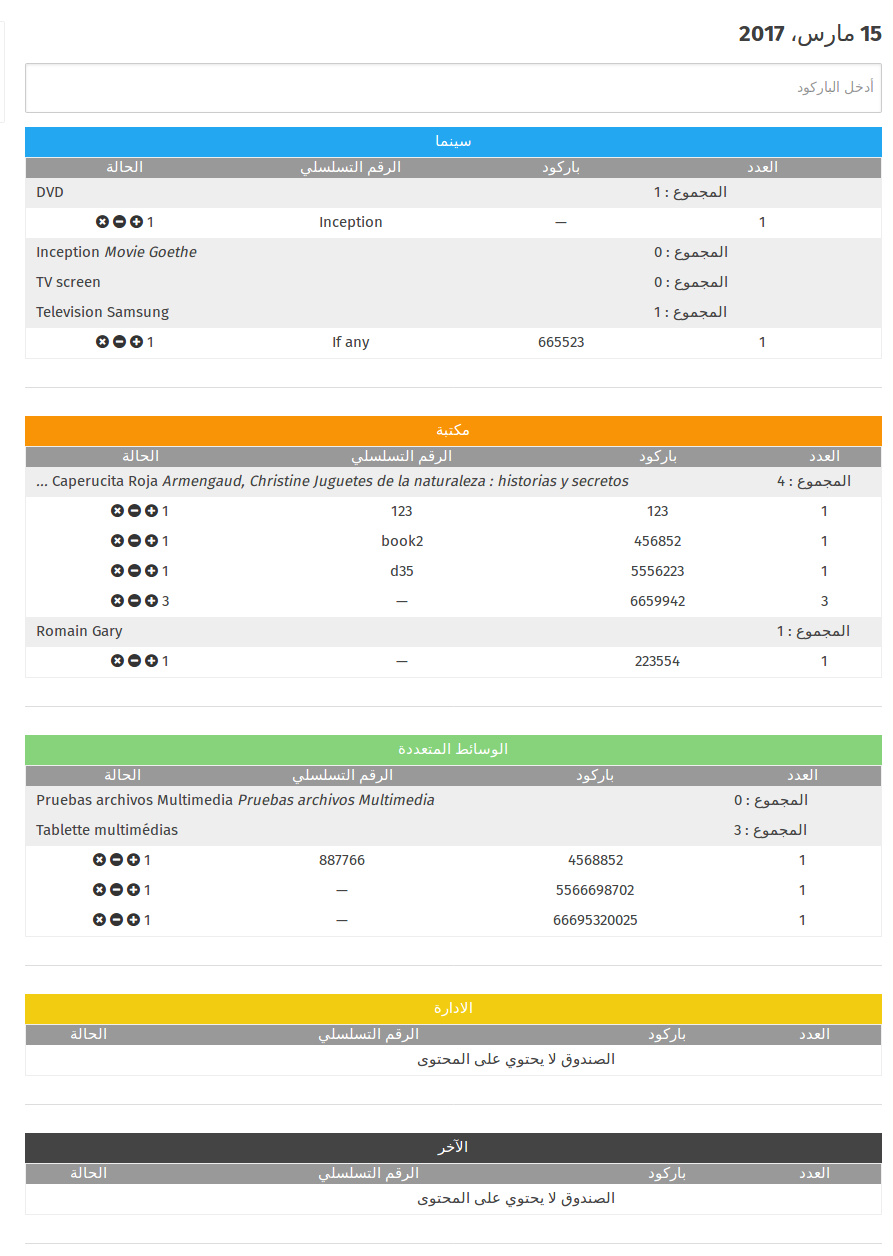 15 مارس، 2017
أدخل الباركود
سينما
العدد باركود الرقم التسلسلي الحالة
DVD المجموع : 1
1 — Inception 1
Inception Movie Goethe المجموع : 0
TV screen المجموع : 0
Television Samsung المجموع : 1
1 665523 If any 1
مكتبة
العدد باركود الرقم التسلسلي الحالة
... Caperucita Roja Armengaud, Christine Juguetes de la naturaleza : historias y secretos المجموع : 4
1 123 123 1
1 456852 book2 1
1 5556223 d35 1
3 6659942 — 3
Romain Gary المجموع : 1
1 223554 — 1
الوسائط المتعددة
العدد باركود الرقم التسلسلي الحالة
Pruebas archivos Multimedia Pruebas archivos Multimedia المجموع : 0
Tablette multimédias المجموع : 3
1 4568852 887766 1
1 5566698702 — 1
1 66695320025 — 1
الادارة
العدد باركود الرقم التسلسلي الحالة
الصندوق لا يحتوي على المحتوى
الآخر
العدد باركود الرقم التسلسلي الحالة
الصندوق لا يحتوي على المحتوى